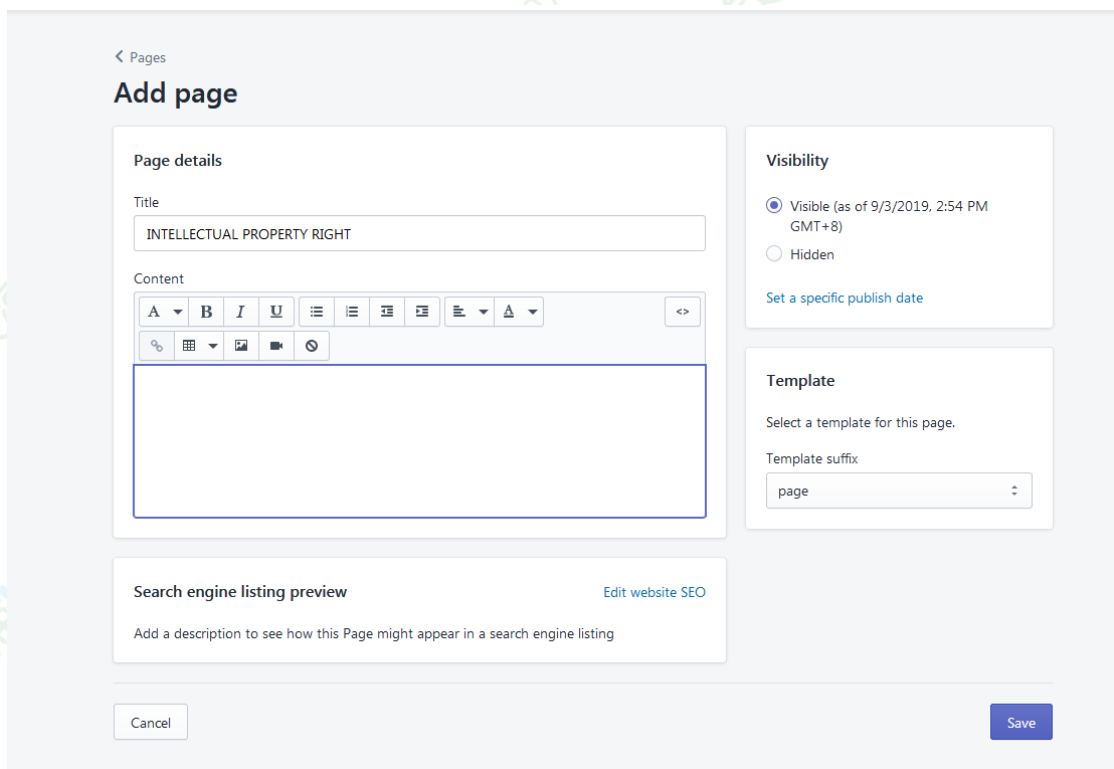 Pages
Add page
Page details
Title
INTELLECTUAL PROPERTY RIGHT
Content
A B I U A <>
Search engine listing preview
Edit website SEO
Add a description to see how this Page might appear in a search engine listing
Visibility
Visible (as of 9/3/2019, 2:54 PM
GMT+8)
Hidden
Set a specific publish date
Template
Select a template for this page.
Template suffix
page
Cancel
Save